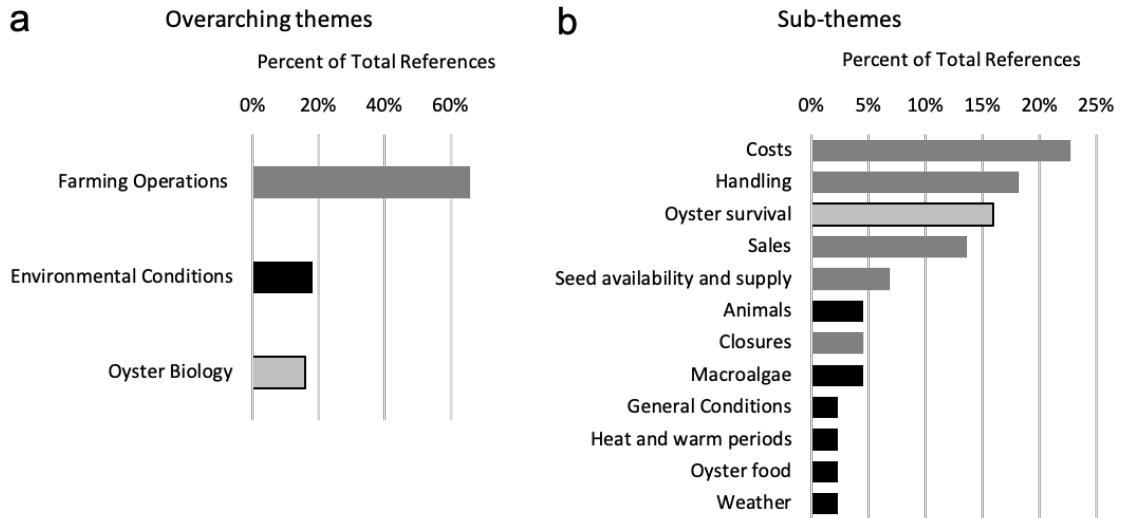 a
Overarching themes
Percent of Total References
0% 20% 40% 60%
Farming Operations
Environmental Conditions
Oyster Biology
b
Sub-themes
Percent of Total References
0% 5% 10% 15% 20% 25%
Costs
Handling
Oyster survival
Sales
Seed availability and supply
Animals
Closures
Macroalgae
General Conditions
Heat and warm periods
Oyster food
Weather